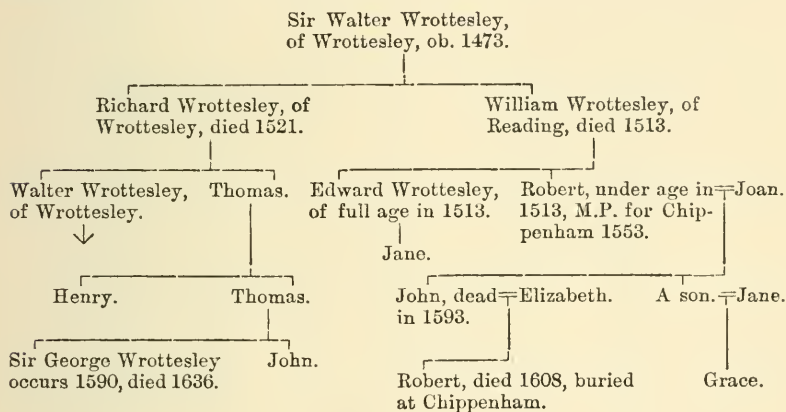 Sir Walter Wrottesley,
of Wrottesley, ob. 1473.
Richard Wrottesley, of
Wrottesley, died 1521.
William Wrottesley, of
Reading, died 1513.
Walter Wrottesley,
of Wrottesley.
Thomas.
Edward Wrottesley,
of full age in 1513.
Robert, under age in
1513, M.P. for Chip-
penham 1553.
Joan.
Jane.
Henry.
Thomas.
John, dead
in 1593.
Elizabeth.
A son.
Jane.
Sir George Wrottesley
occurs 1590, died 1636.
John.
Robert, died 1608, buried
at Chippenham.
Grace.